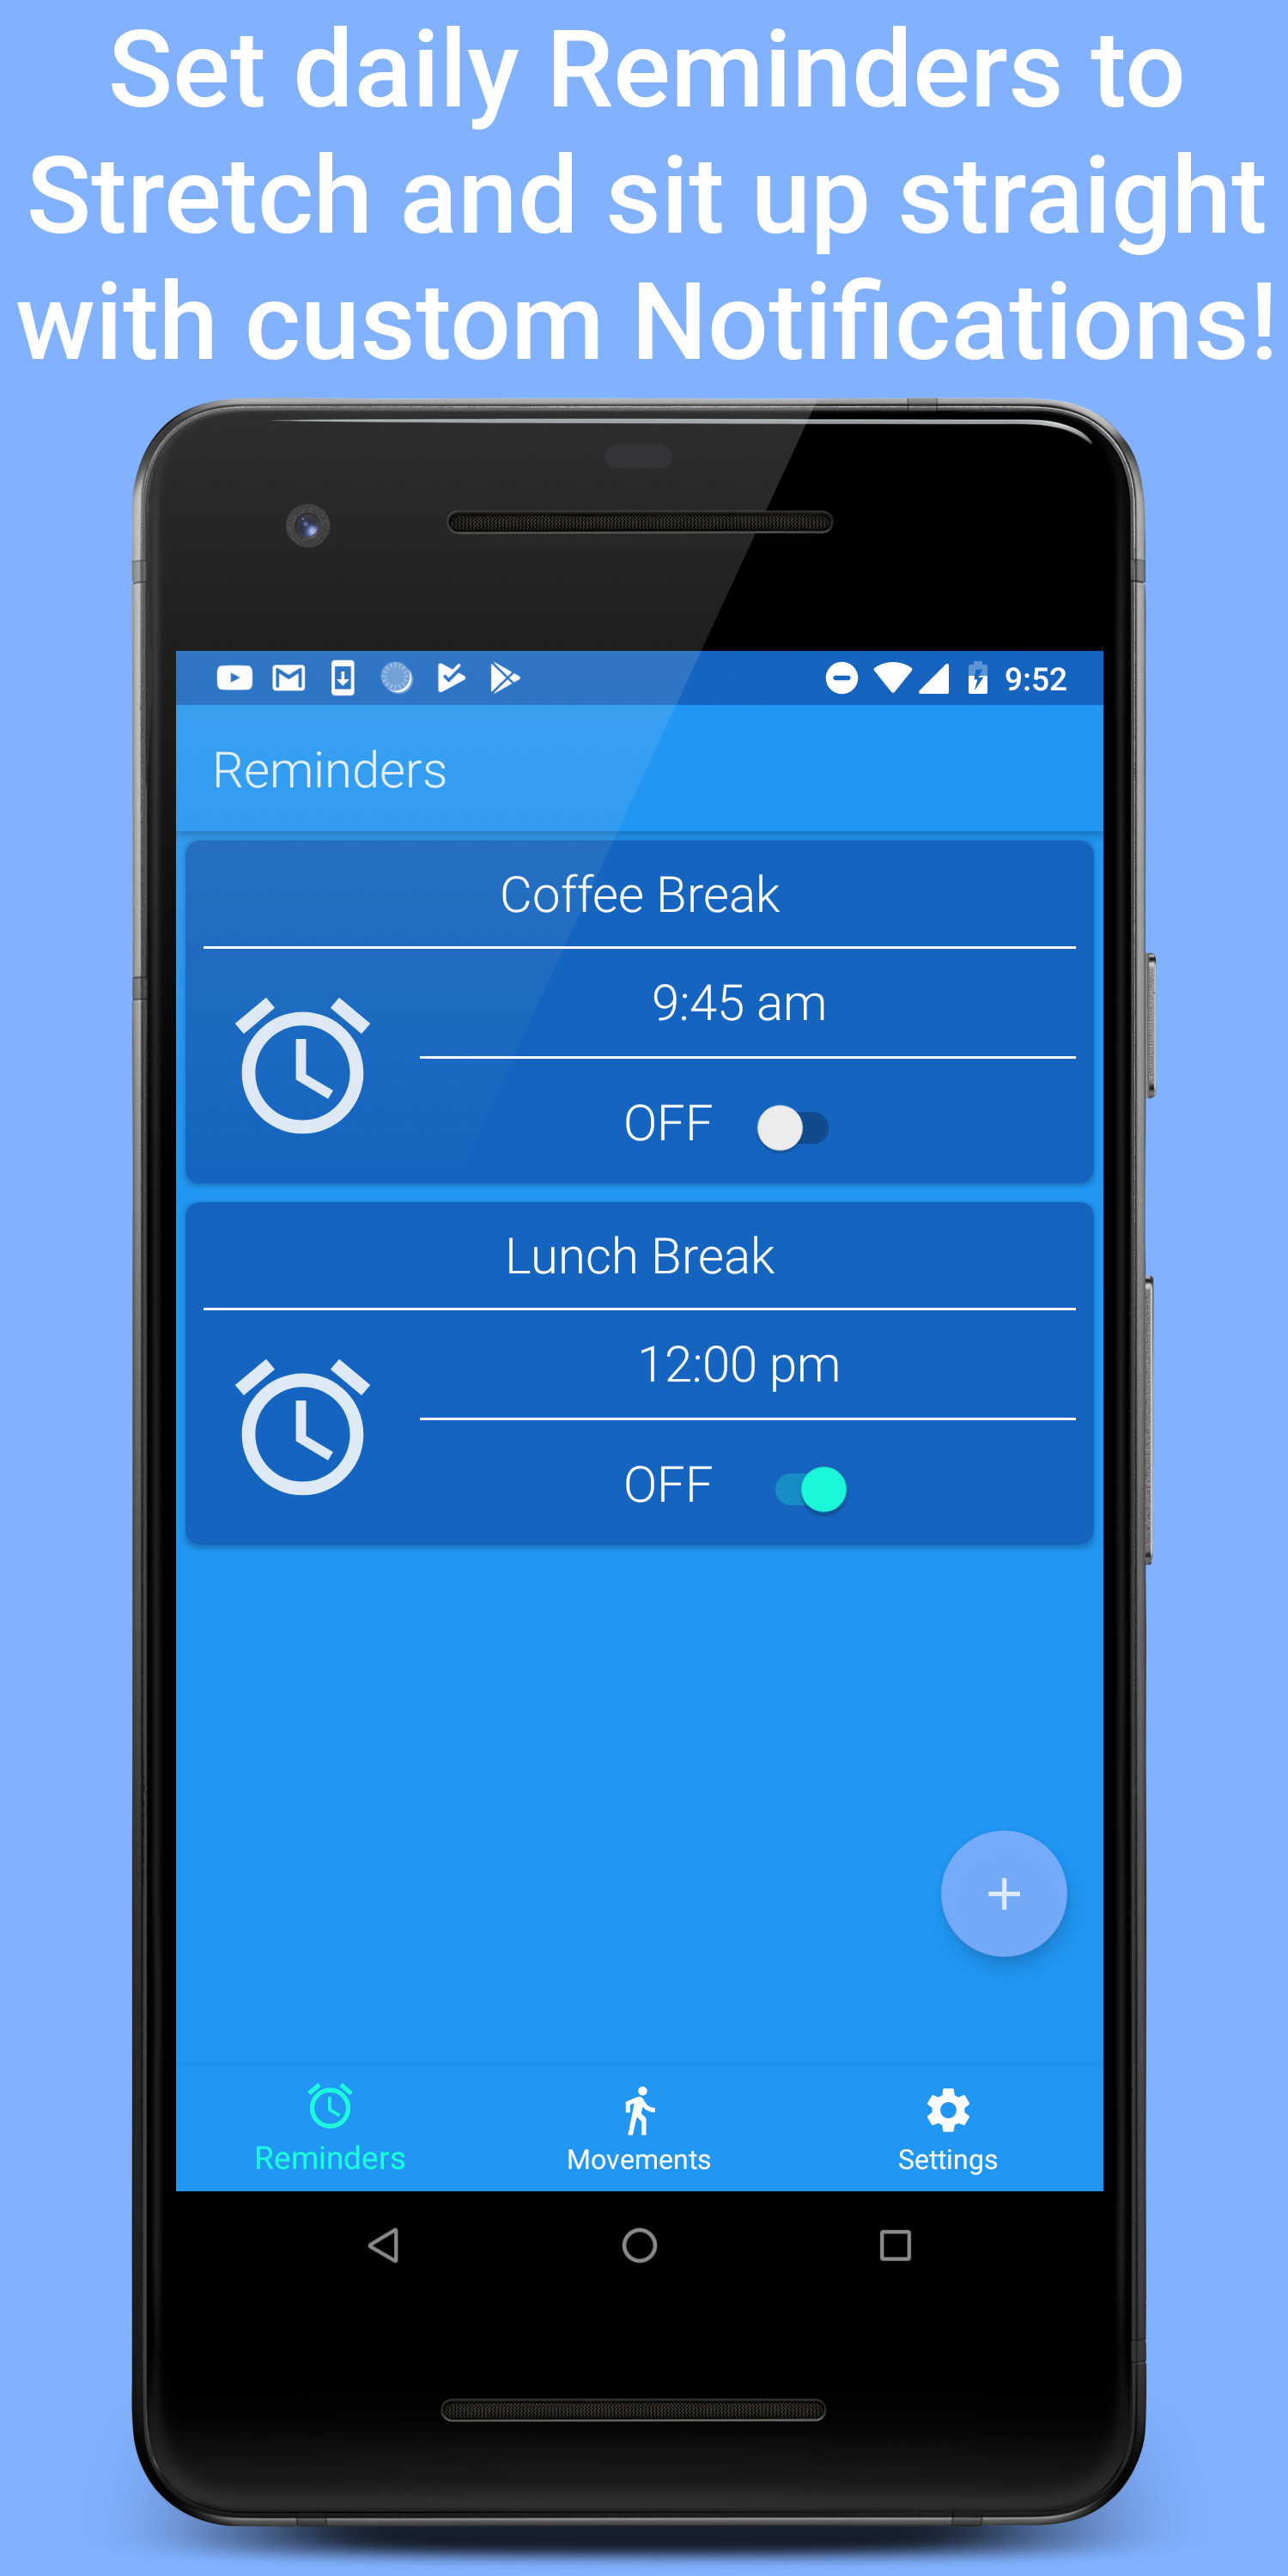 Set daily Reminders to
Stretch and sit up straight
with custom Notifications!
9:52
Reminders
Coffee Break
9:45 am
OFF
Lunch Break
12:00 pm
OFF
Reminders
Movements
Settings